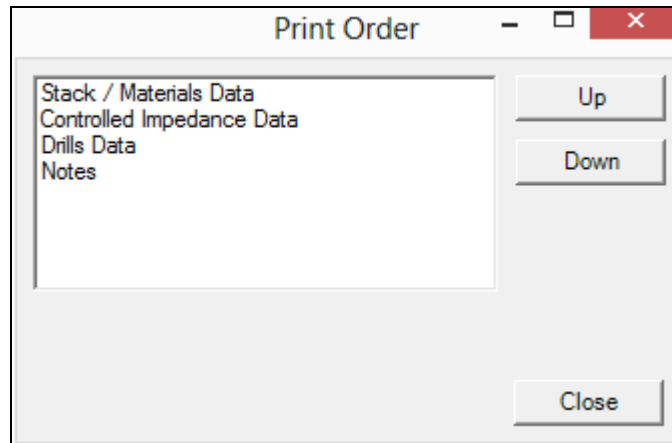 Print Order
Stack / Materials Data
Controlled Impedance Data
Drills Data
Notes
Up
Down
Close